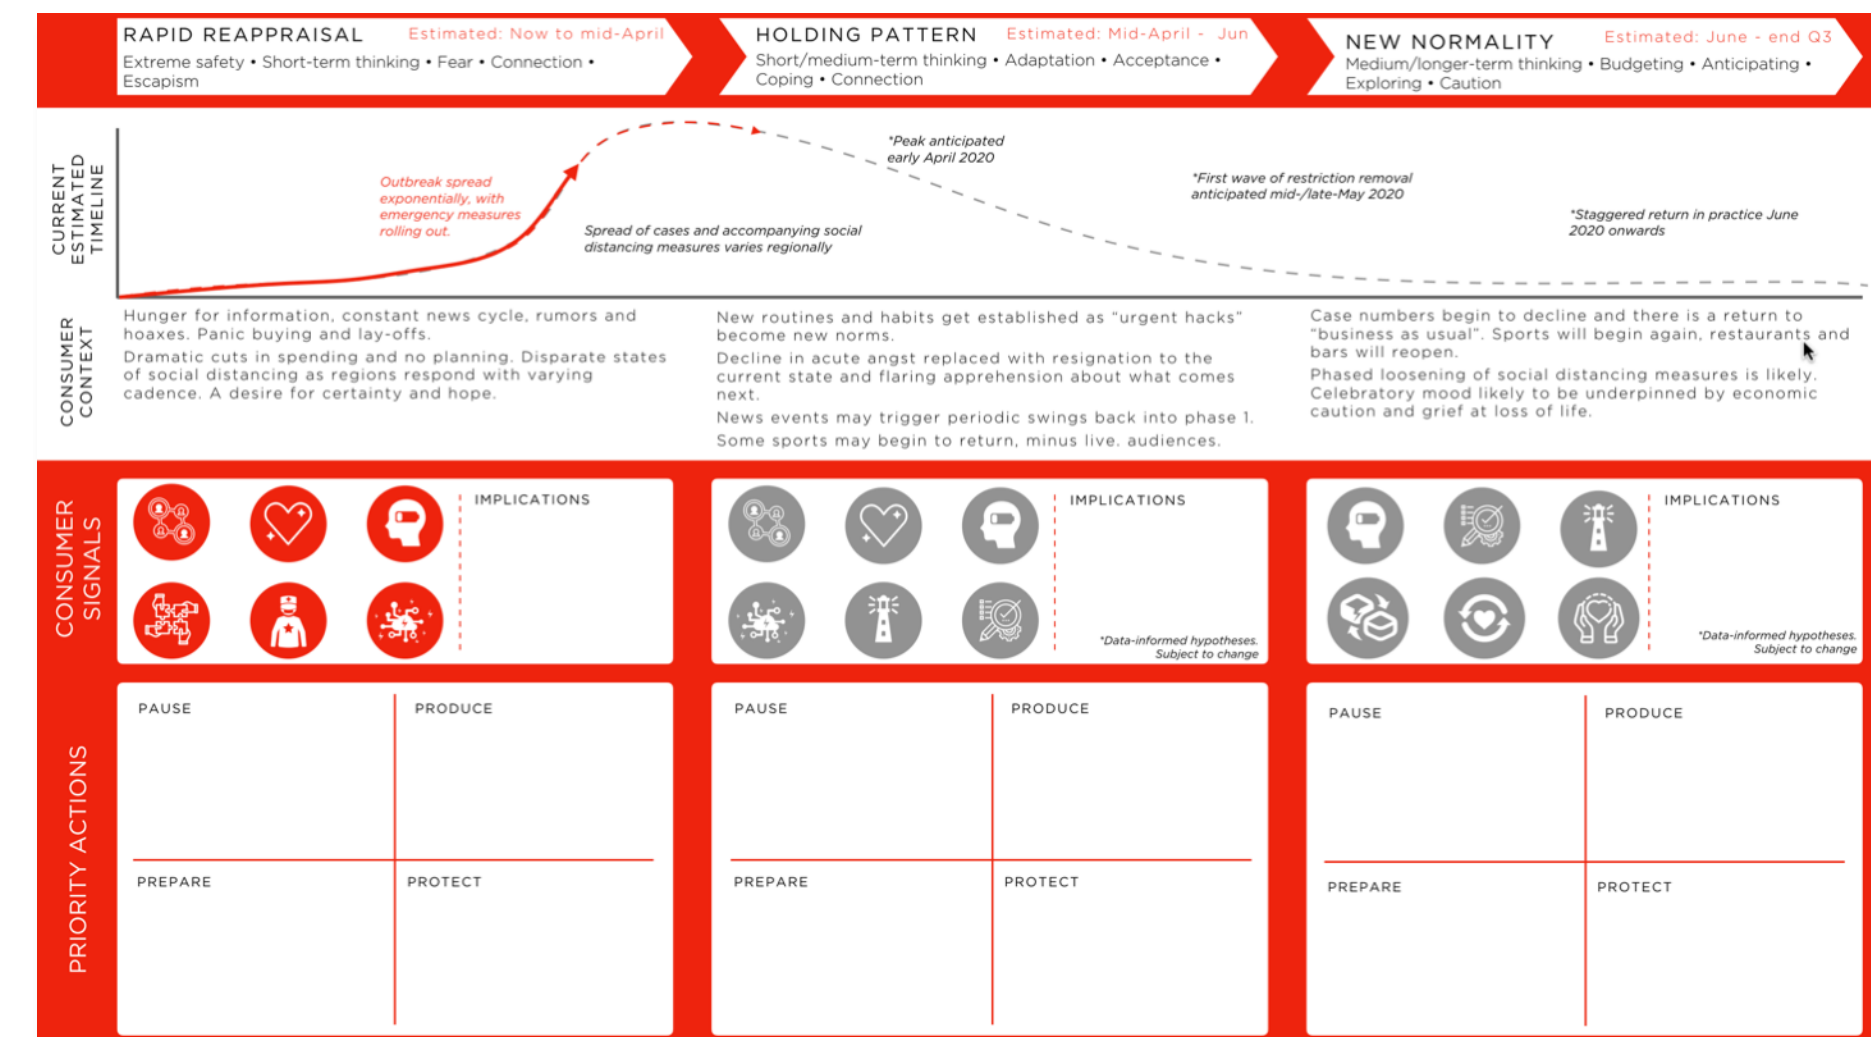 RAPID REAPPRAISAL
Estimated: Now to mid-April
Extreme safety • Short-term thinking • Fear • Connection •
Escapism
HOLDING PATTERN
Estimated: Mid-April - Jun
Short/medium-term thinking • Adaptation • Acceptance •
Coping • Connection
NEW NORMALITY
Estimated: June - end Q3
Medium/longer-term thinking • Budgeting • Anticipating •
Exploring • Caution
CURRENT
ESTIMATED
TIMELINE
Outbreak spread
exponentially, with
emergency measures
rolling out.
Spread of cases and accompanying social
distancing measures varies regionally
*Peak anticipated
early April 2020
*First wave of restriction removal
anticipated mid-/late-May 2020
*Staggered return in practice June
2020 onwards
CONSUMER
CONTEXT
Hunger for information, constant news cycle, rumors and
hoaxes. Panic buying and lay-offs.
Dramatic cuts in spending and no planning. Disparate states
of social distancing as regions respond with varying
cadence. A desire for certainty and hope.
New routines and habits get established as “urgent hacks”
become new norms.
Decline in acute angst replaced with resignation to the
current state and flaring apprehension about what comes
next.
News events may trigger periodic swings back into phase 1.
Some sports may begin to return, minus live. audiences.
Case numbers begin to decline and there is a return to
“business as usual”. Sports will begin again, restaurants and
bars will reopen.
Phased loosening of social distancing measures is likely.
Celebratory mood likely to be underpinned by economic
caution and grief at loss of life.
CONSUMER
SIGNALS
IMPLICATIONS
IMPLICATIONS
*Data-informed hypotheses.
Subject to change
IMPLICATIONS
*Data-informed hypotheses.
Subject to change
PRIORITY ACTIONS
PAUSE
PRODUCE
PREPARE
PROTECT
PAUSE
PRODUCE
PREPARE
PROTECT
PAUSE
PRODUCE
PREPARE
PROTECT